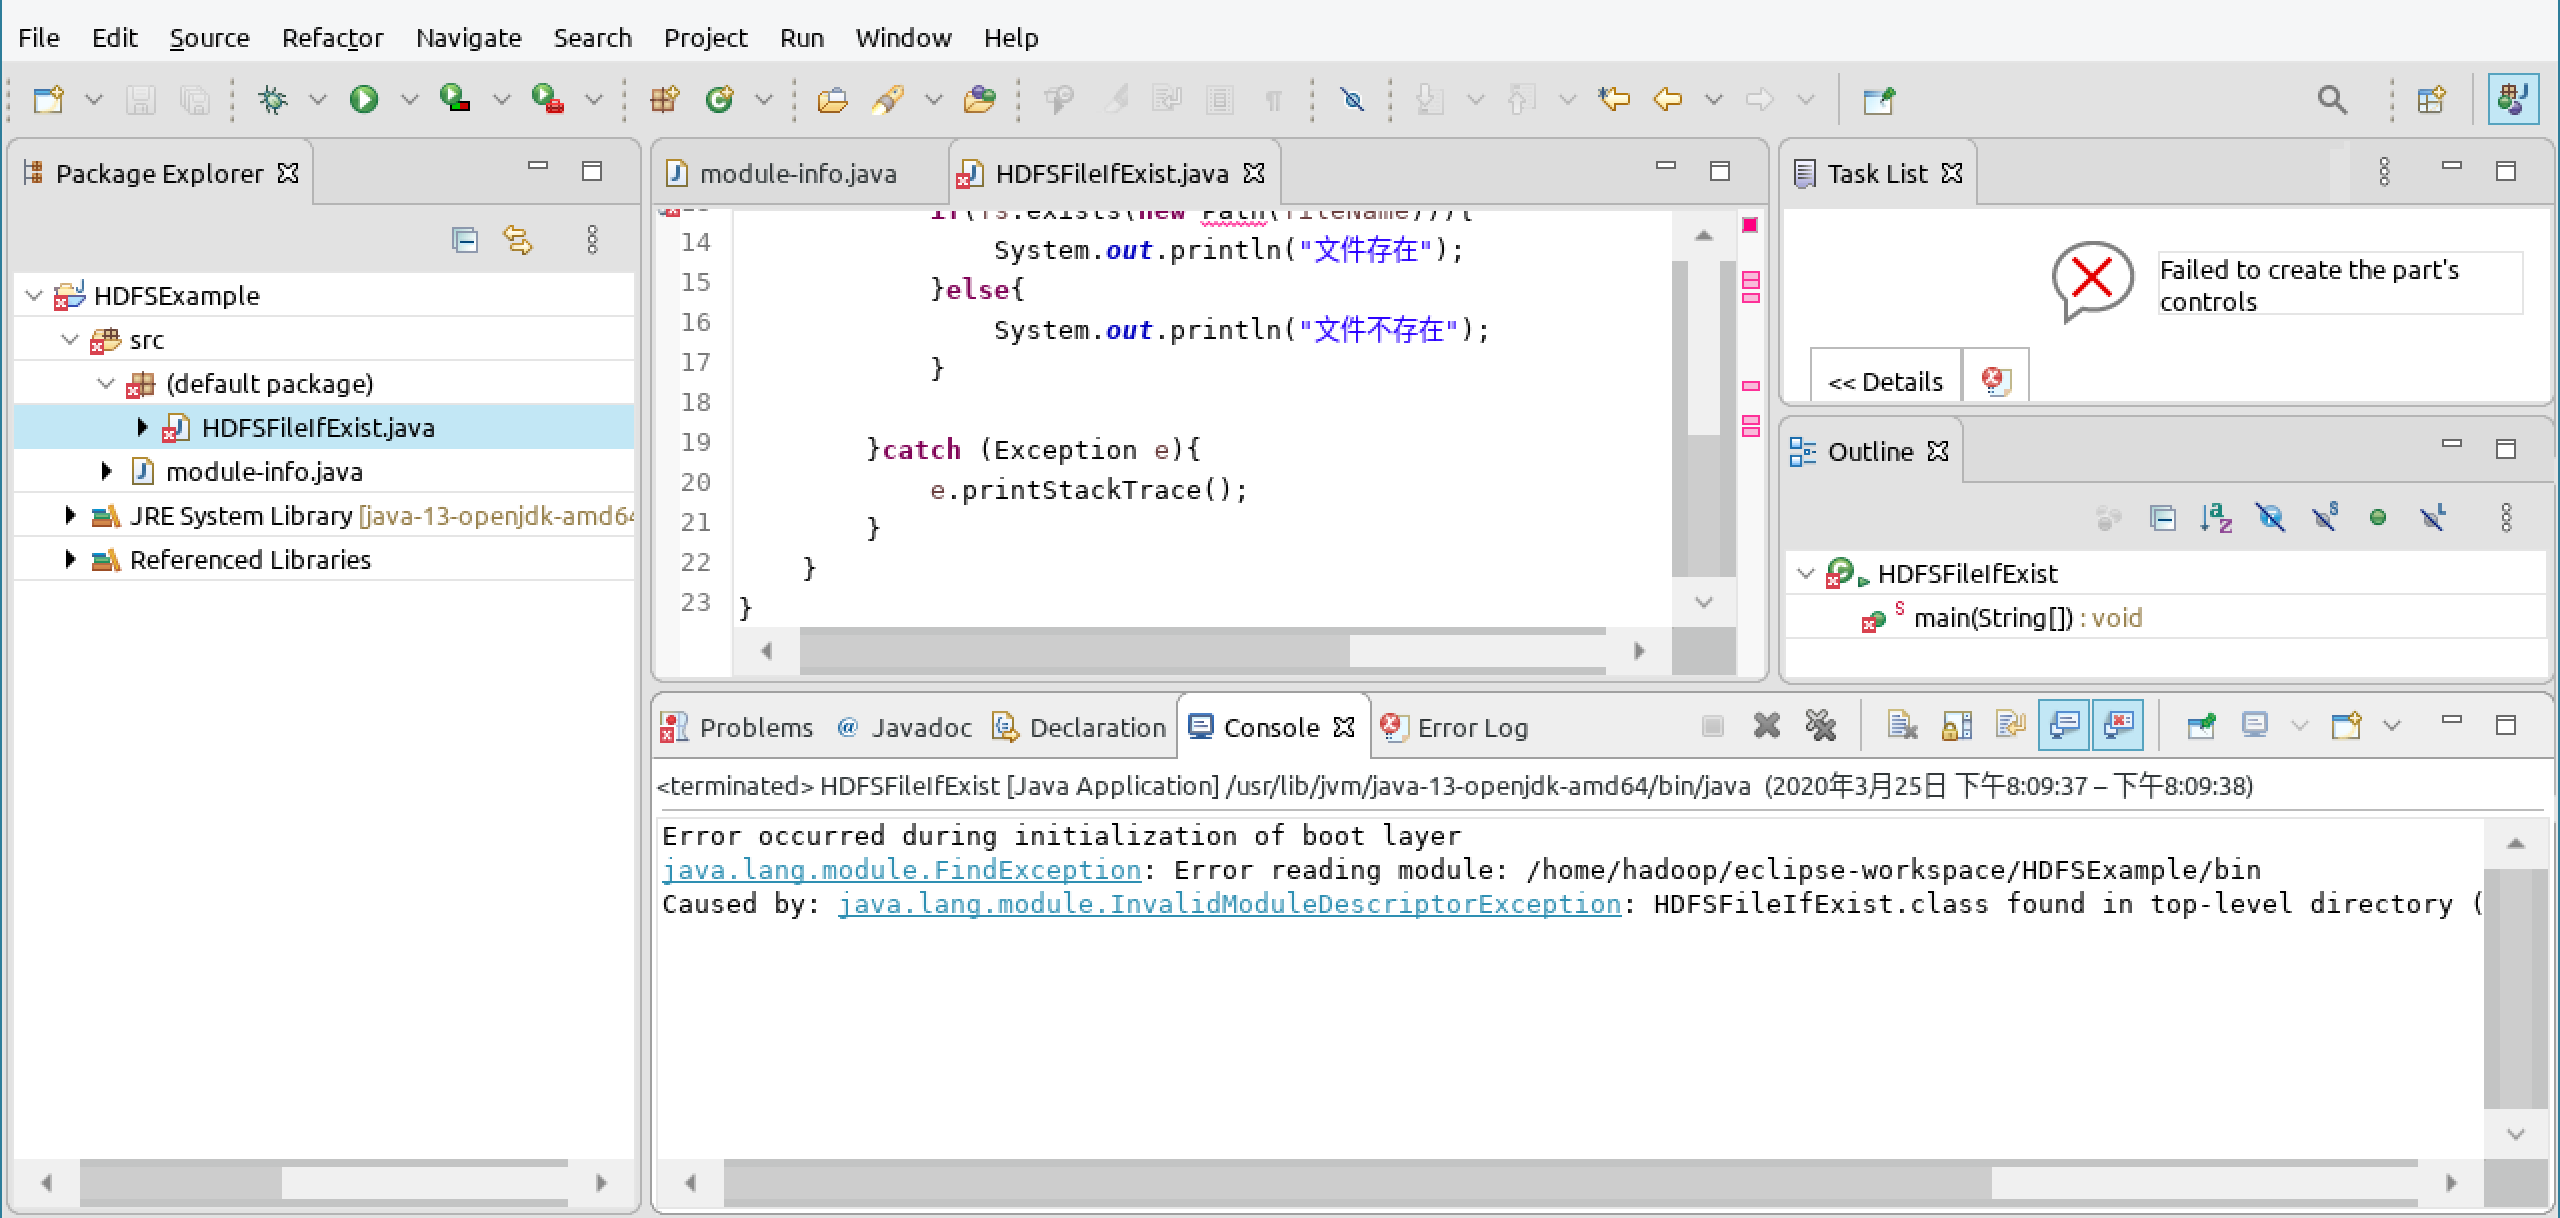 File Edit Source Refactor Navigate Search Project Run Window Help
Package Explorer
HDFSExample
src
(default package)
HDFSFileIfExist.java
module-info.java
JRE System Library [java-13-openjdk-amd64
Referenced Libraries
module-info.java HDFSFileIfExist.java
if(fs.exists(new Path(fileName))){
14 System.out.println("文件存在");
15 }else{
16 System.out.println("文件不存在");
17 }
18
19 }catch (Exception e){
20 e.printStackTrace();
21 }
22 }
23 }
Task List
Failed to create the part's
controls
<< Details
Outline
HDFSFileIfExist
main(String[]) : void
Problems @ Javadoc Declaration Console Error Log
<terminated> HDFSFileIfExist [Java Application] /usr/lib/jvm/java-13-openjdk-amd64/bin/java (2020年3月25日 下午8:09:37 – 下午8:09:38)
Error occurred during initialization of boot layer
java.lang.module.FindException: Error reading module: /home/hadoop/eclipse-workspace/HDFSExample/bin
Caused by: java.lang.module.InvalidModuleDescriptorException: HDFSFileIfExist.class found in top-level directory (